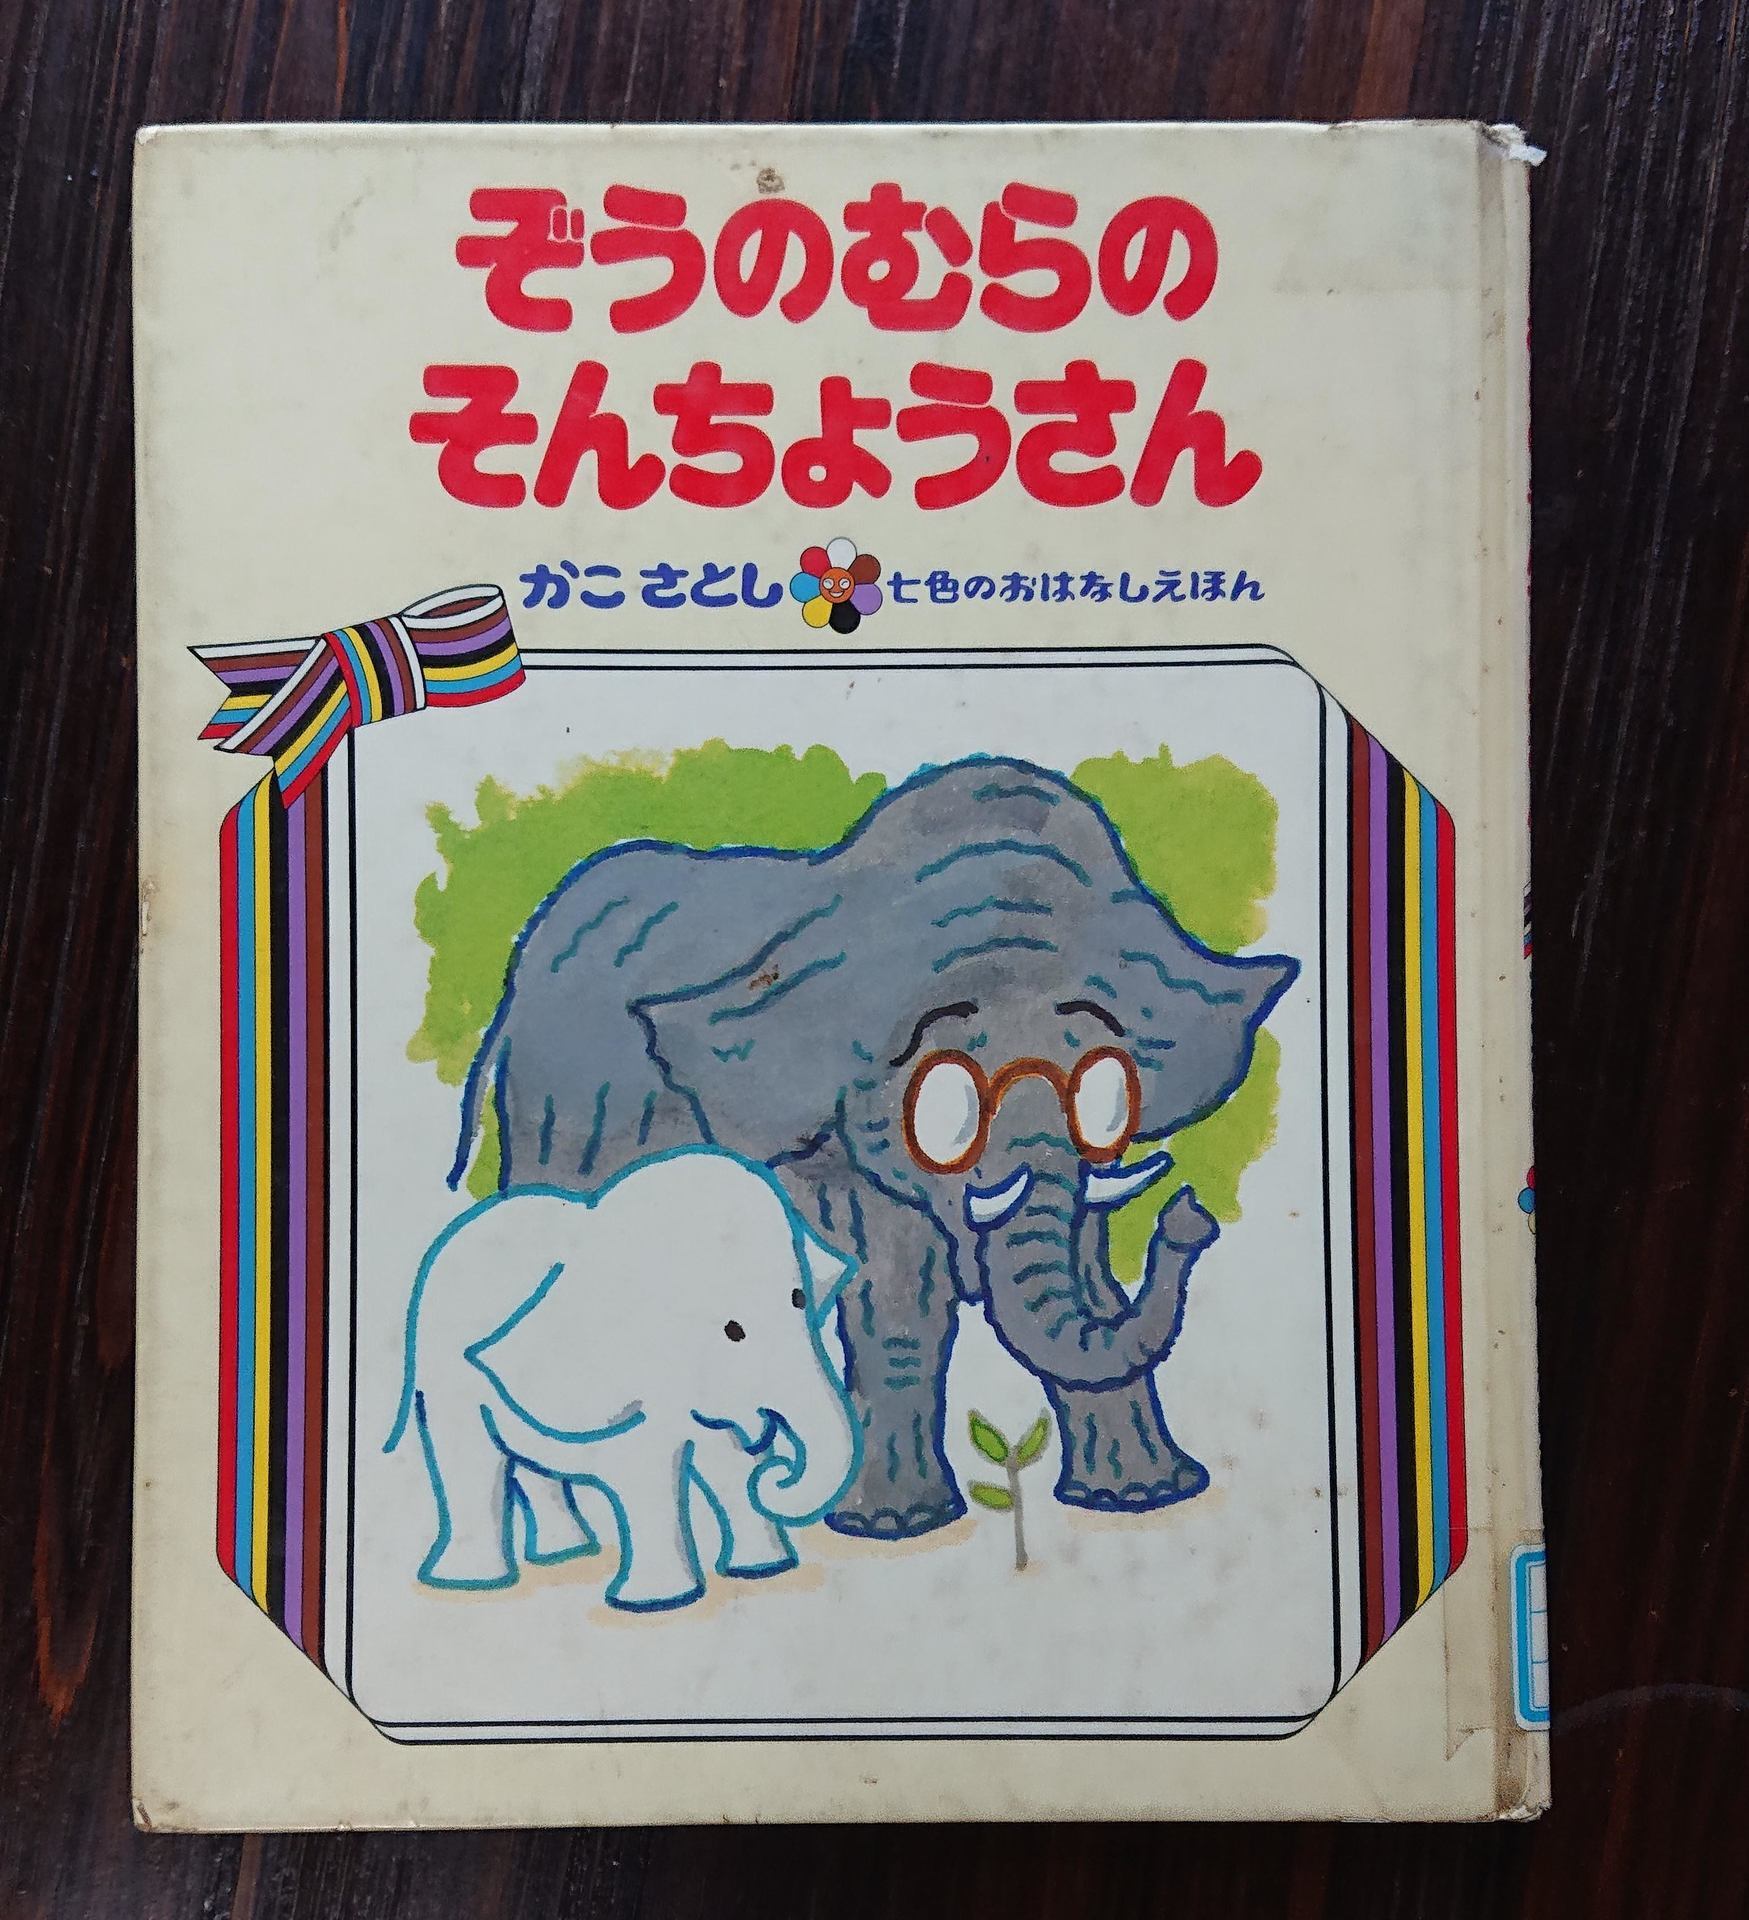 ぞうのむらの
そんちょうさん
かこ さとし 七色のおはなしえほん